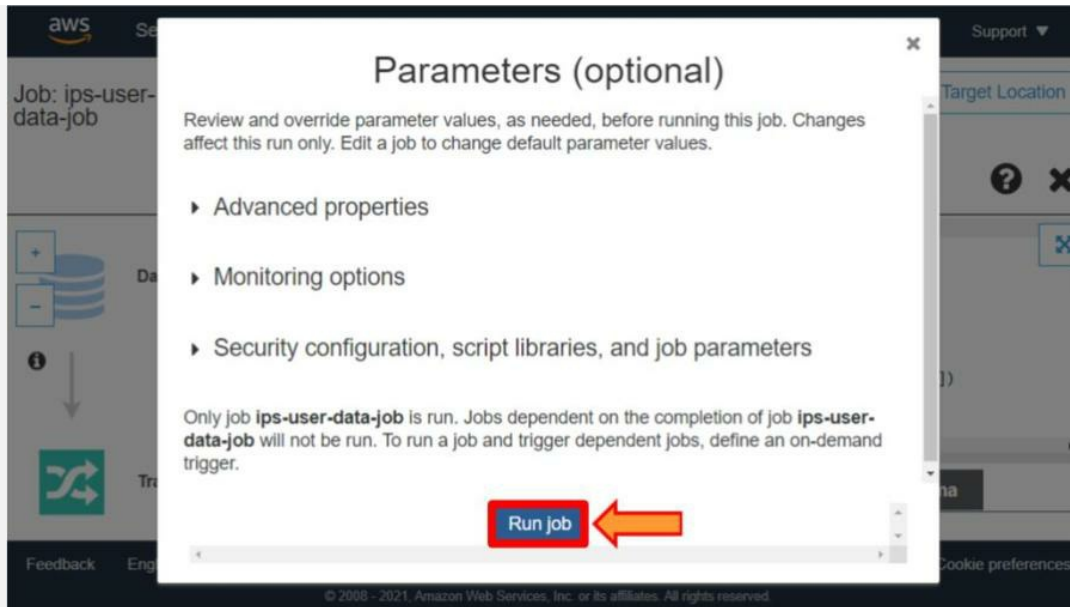 aws
Se
Support
Job: ips-user-
data-job
Target Location
Parameters (optional)
Review and override parameter values, as needed, before running this job. Changes
affect this run only. Edit a job to change default parameter values.
Advanced properties
Monitoring options
Security configuration, script libraries, and job parameters
Da
])
Only job ips-user-data-job is run. Jobs dependent on the completion of job ips-user-
data-job will not be run. To run a job and trigger dependent jobs, define an on-demand
trigger.
Tra
na
Run job
Feedback
Eng
Cookie preferences
© 2008 - 2021, Amazon Web Services, Inc. or its affiliates. All rights reserved.